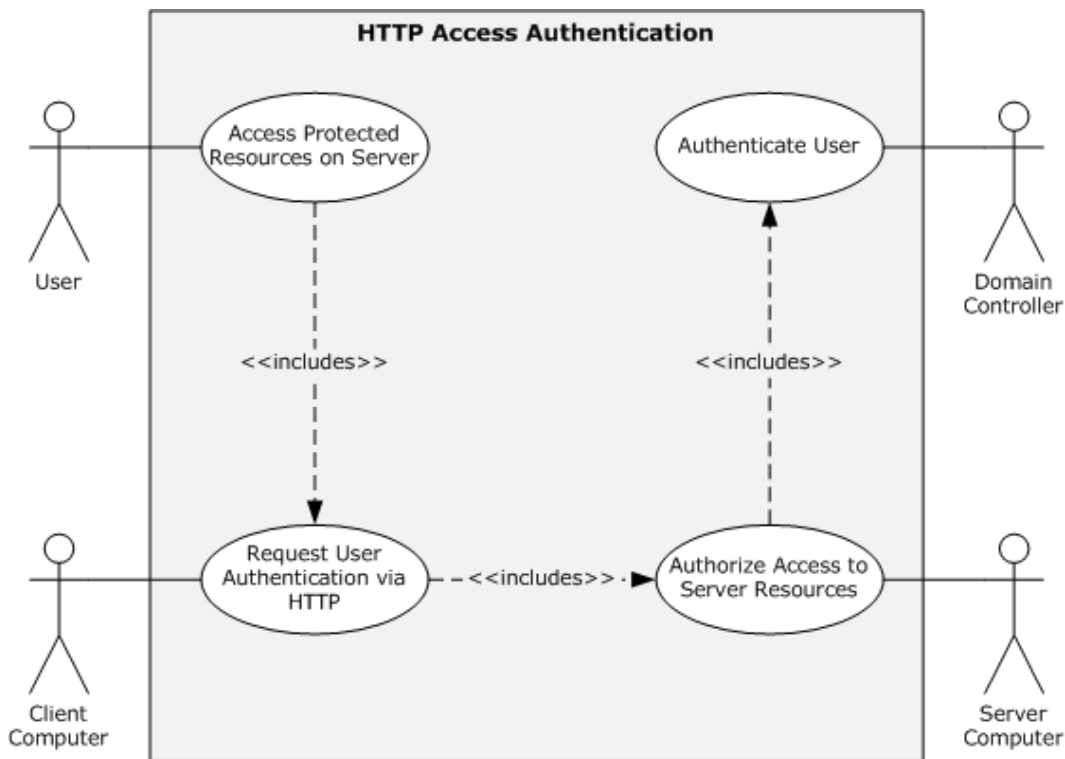 HTTP Access Authentication
Access Protected
Resources on Server
Authenticate User
User
Domain
Controller
<<includes>>
<<includes>>
Request User
Authentication via
HTTP
<<includes>>
Authorize Access to
Server Resources
Client
Computer
Server
Computer